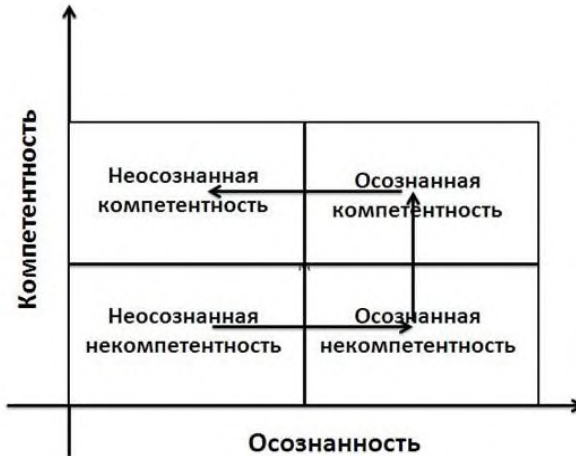 Компетентность
Неосознанная
компетентность
Осознанная
компетентность
Неосознанная
некомпетентность
Осознанная
некомпетентность
Осознанность